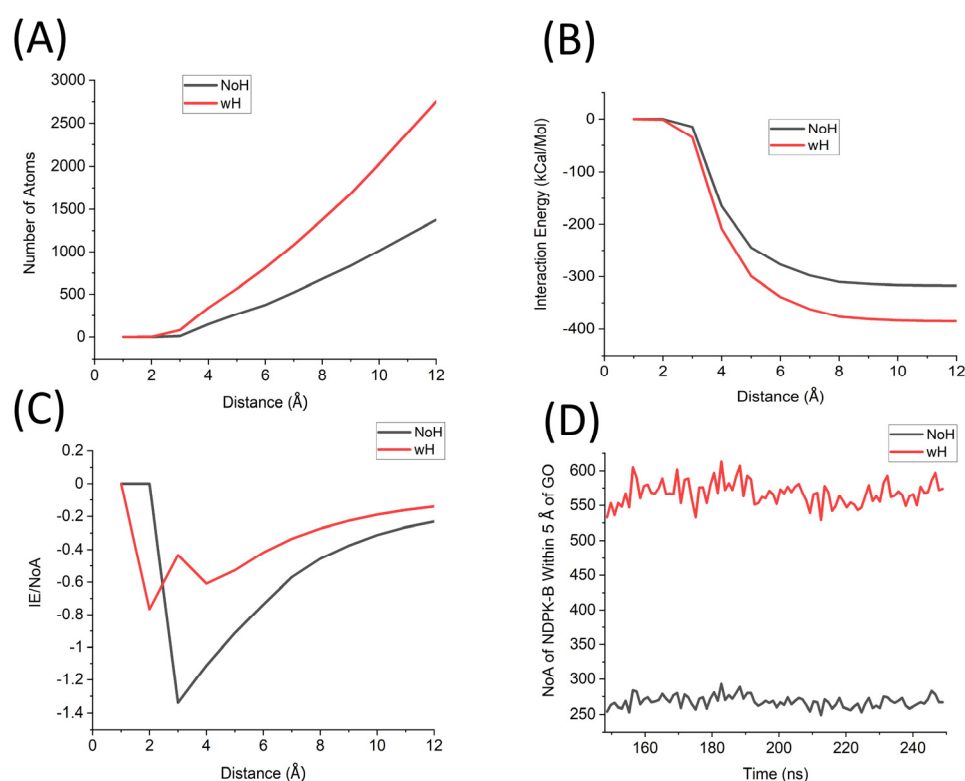 (A)
NoH
wH
3000
2500
2000
1500
1000
500
0
Number of Atoms
0 2 4 6 8 10 12
Distance (Å)
(B)
NoH
wH
0
-100
-200
-300
-400
Interaction Energy (kCal/Mol)
0 2 4 6 8 10 12
Distance (Å)
(C)
NoH
wH
0.2
0
-0.2
-0.4
-0.6
-0.8
-1
-1.2
-1.4
IE/NoA
0 2 4 6 8 10 12
Distance (Å)
(D)
NoH
wH
600
550
500
450
400
350
300
250
NoA of NDPK-B Within 5 Å of GO
160 180 200 220 240
Time (ns)